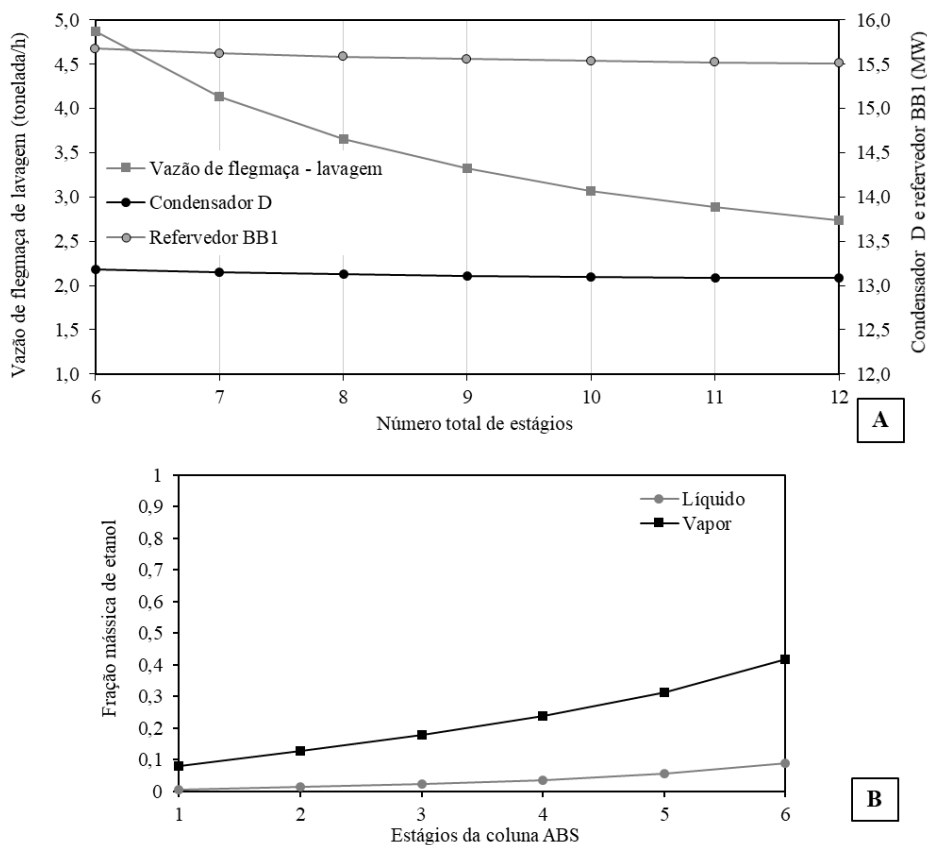 Vazão de flegmaça de lavagem (tonelada/h)
5,0
4,5
4,0
3,5
3,0
2,5
2,0
1,5
1,0
Vazão de flegmaça - lavagem
Condensador D
Refervedor BB1
16,0
15,5
15,0
14,5
14,0
13,5
13,0
12,5
12,0
Condensador D e refervedor BB1 (MW)
6 7 8 9 10 11 12
Número total de estágios
A
Fração mássica de etanol
1
0,9
0,8
0,7
0,6
0,5
0,4
0,3
0,2
0,1
0
Líquido
Vapor
1 2 3 4 5 6
Estágios da coluna ABS
B